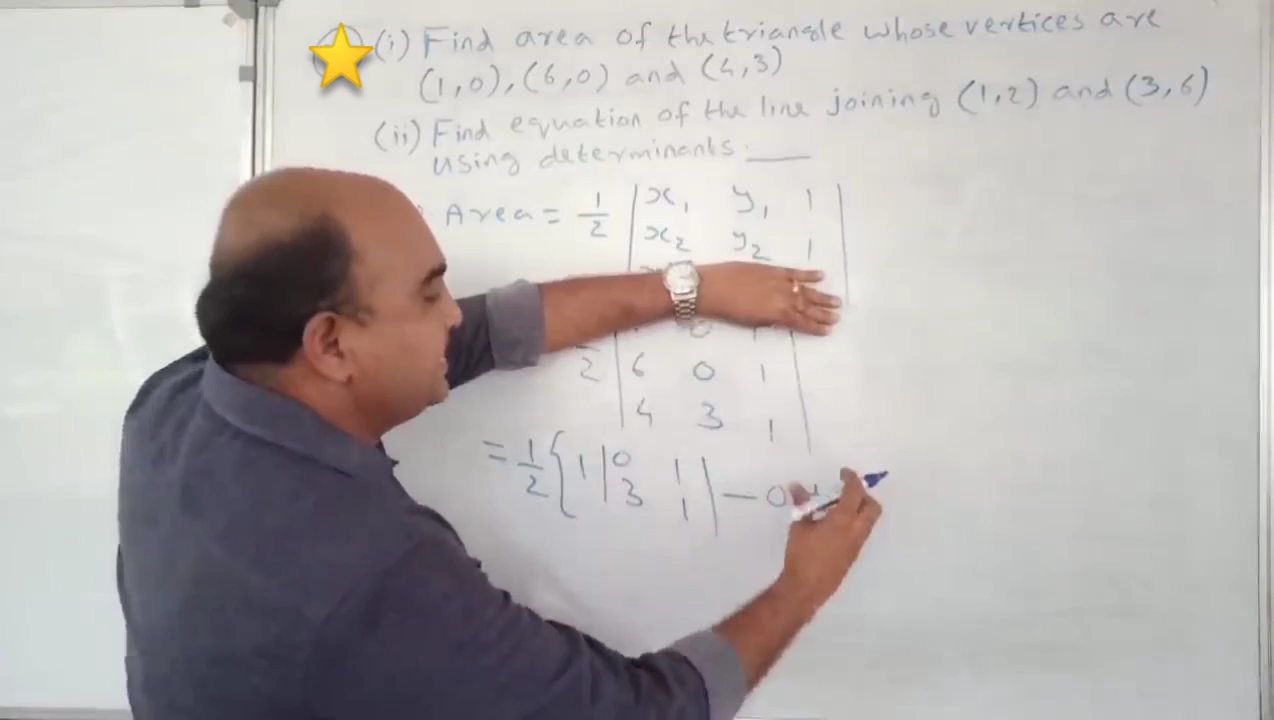 (i) Find area of the triangle whose vertices are
(1,0), (6,0) and (4,3)
(ii) Find equation of the line joining (1,2) and (3,6)
using determinants.
Area = 1/2 | x₁ y₁ 1 |
x₂ y₂ 1
0 1
2 | 6 0 1
4 3 1
= 1/2 { 1 | 0 1 | - 0 +
3 1